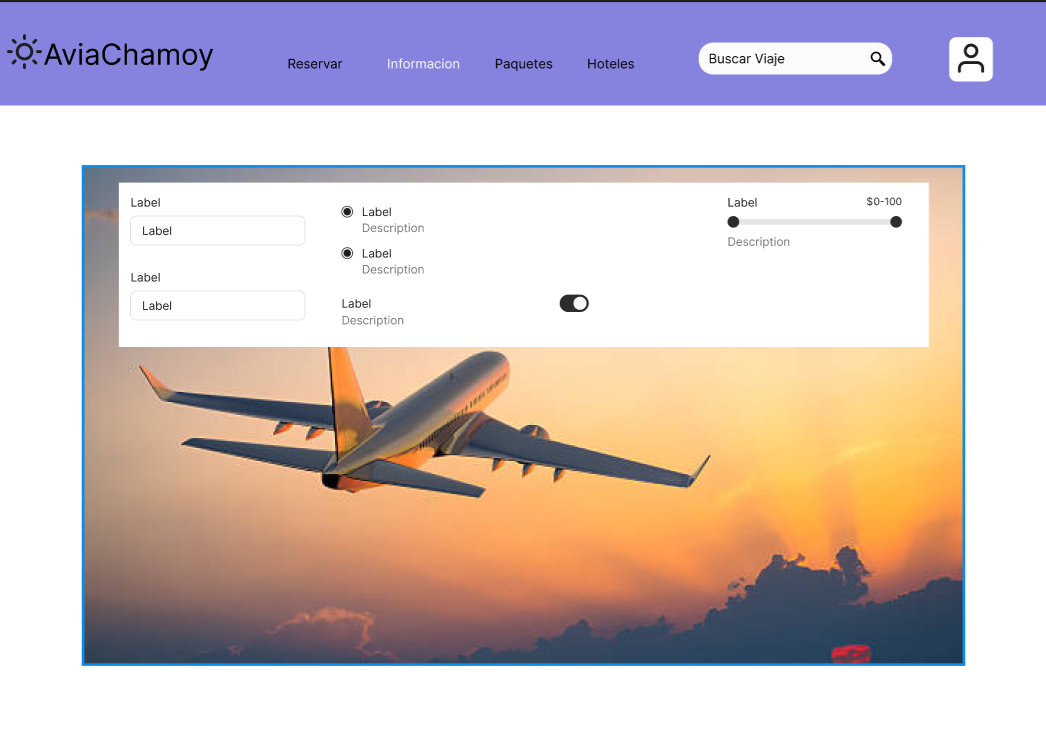 AviaChamoy
Reservar
Informacion
Paquetes
Hoteles
Buscar Viaje
Label
Label
Label
Label
Label
Description
Label
Description
Label
Description
Label
$0-100
Description